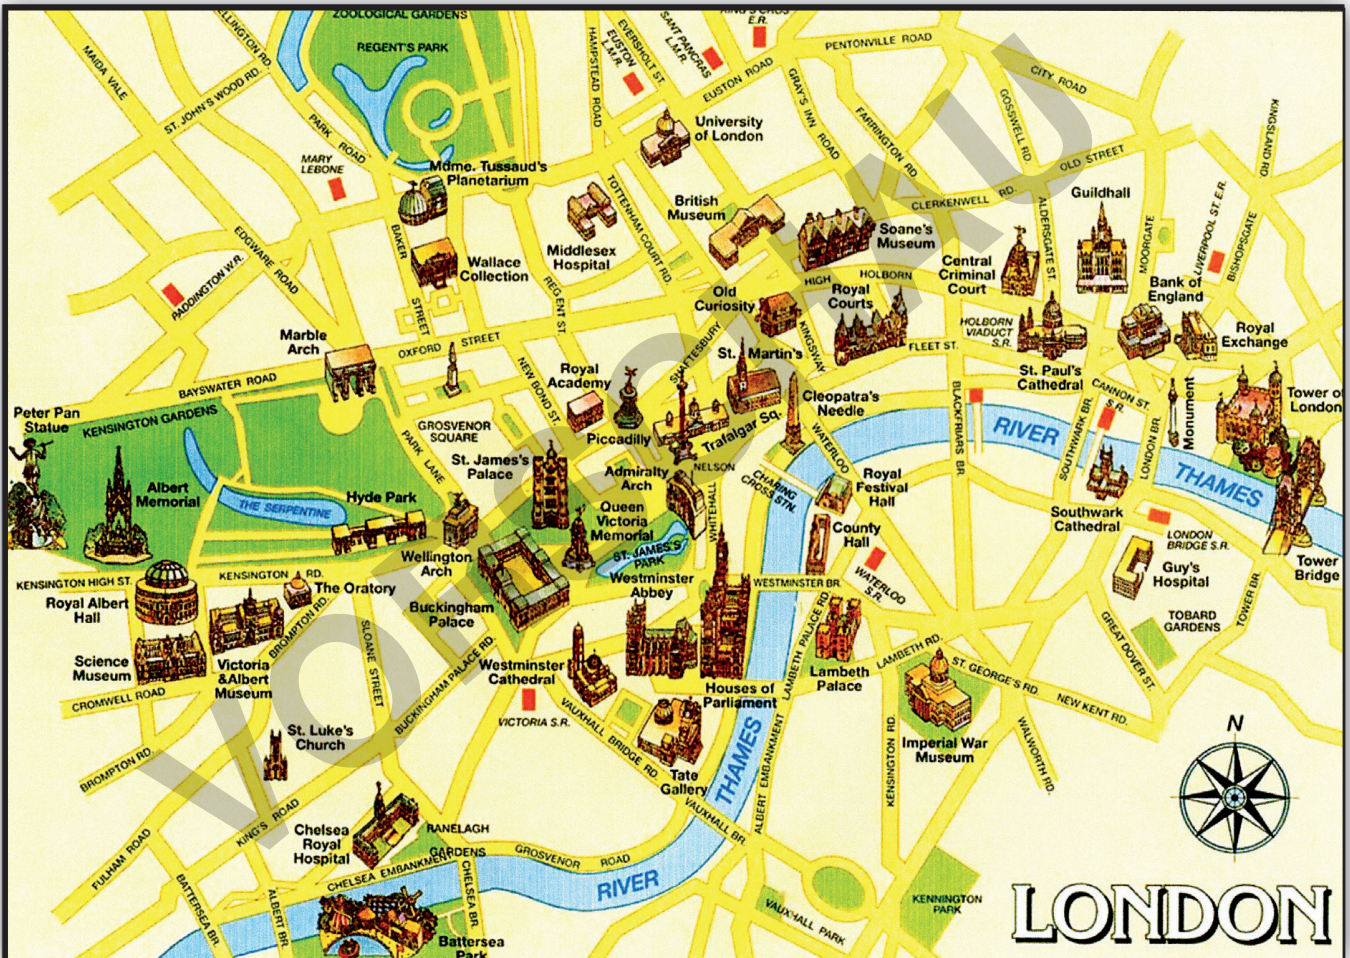 ZOOLOGICAL GARDENS
REGENT'S PARK
MAIDA VALE
ST. JOHN'S WOOD RD.
PARK ROAD
MARY
LEBONE
Mdme. Tussaud's
Planetarium
HAMPSTEAD ROAD
EVERSHOLT ST.
EUSTON
L.M.R.
SANT PANCRAS
L.M.R.
E.R.
EUSTON ROAD
PENTONVILLE ROAD
CITY ROAD
GRAY'S INN ROAD
FARRINGTON RD.
GOSSWELL RD.
OLD STREET
KINGSLAND RD.
University
of London
British
Museum
Soane's
Museum
CLERKENWELL RD.
ALDERSGATE ST.
Guildhall
MOORGATE
LIVERPOOL ST. E.R.
BISHOPSGATE
EDGWARE ROAD
PADDINGTON W.R.
BAKER
STREET
Wallace
Collection
Middlesex
Hospital
TOTTENHAM COURT RD.
REGENT ST.
HIGH
HOLBORN
Old
Curiosity
Royal
Courts
KINGSWAY
Central
Criminal
Court
HOLBORN
VIADUCT
S.R.
FLEET ST.
Bank of
England
Royal
Exchange
Marble
Arch
OXFORD STREET
BAYSWATER ROAD
NEW BOND ST.
SHAFTESBURY
Royal
Academy
Piccadilly
St. Martin's
Trafalgar Sq.
Cleopatra's
Needle
St. Paul's
Cathedral
CANNON ST.
S.R.
Monument
Tower of
London
Peter Pan
Statue
KENSINGTON GARDENS
GROSVENOR
SQUARE
PARK LANE
St. James's
Palace
Admiralty
Arch
NELSON
WATERLOO
CHARING
CROSS STN.
BLACKFRIARS BR.
RIVER
SOUTHWARK BR.
LONDON BR.
THAMES
Albert
Memorial
THE SERPENTINE
Hyde Park
Wellington
Arch
Queen
Victoria
Memorial
ST. JAMES'S
PARK
WHITEHALL
Royal
Festival
Hall
County
Hall
WATERLOO
S.R.
Southwark
Cathedral
LONDON
BRIDGE S.R.
Guy's
Hospital
Tower
Bridge
KENSINGTON HIGH ST.
KENSINGTON RD.
The Oratory
Royal Albert
Hall
Science
Museum
Victoria
&Albert
Museum
BROMPTON RD.
SLOANE STREET
CROMWELL ROAD
Buckingham
Palace
BUCKINGHAM PALACE RD.
Westminster
Abbey
WESTMINSTER BR.
Westminster
Cathedral
VICTORIA S.R.
Houses of
Parliament
LAMBETH PALACE RD.
Lambeth
Palace
LAMBETH RD.
ST. GEORGE'S RD.
NEW KENT RD.
GREAT DOVER ST.
TOBARD
GARDENS
TOWER BR.
WALWORTH RD.
Imperial War
Museum
KENSINGTON RD.
VAUXHALL BRIDGE RD.
Tate
Gallery
VAUXHALL BR.
THAMES
ALBERT EMBANKMENT
St. Luke's
Church
BROMPTON RD.
KING'S ROAD
FULHAM ROAD
Chelsea
Royal
Hospital
RANELAGH
GARDENS
CHELSEA EMBANKMENT
GROSVENOR ROAD
RIVER
BATTERSEA BR.
ALBERT BR.
CHELSEA BR.
Battersea
Park
VAUXHALL PARK
KENNINGTON
PARK
N
LONDON